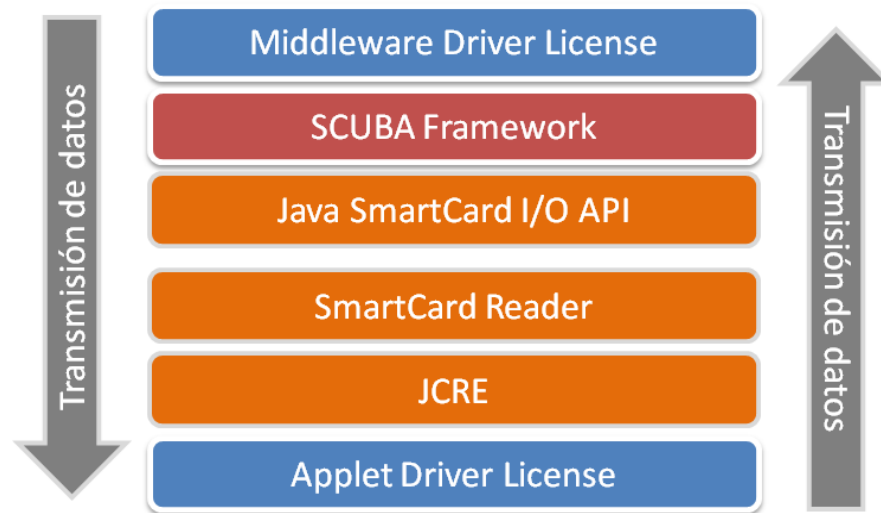 Middleware Driver License
SCUBA Framework
Java SmartCard I/O API
SmartCard Reader
JCRE
Applet Driver License
Transmisión de datos
Transmisión de datos